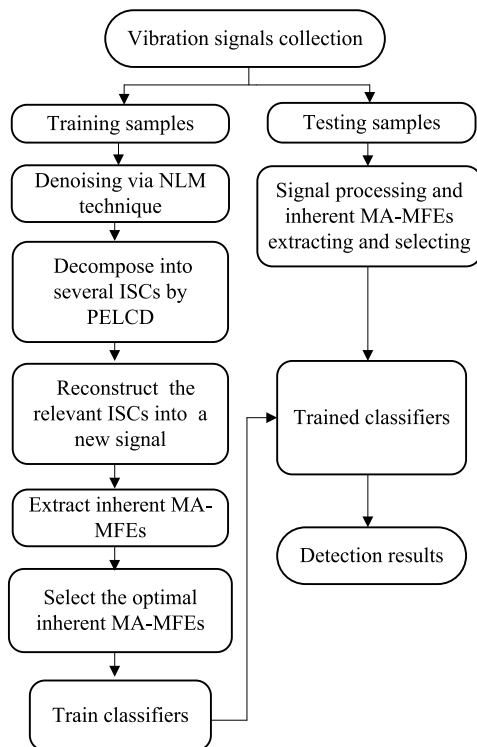 Vibration signals collection
Training samples
Denoising via NLM
technique
Decompose into
several ISCs by
PELCD
Reconstruct the
relevant ISCs into a
new signal
Extract inherent MA-
MFEs
Select the optimal
inherent MA-MFEs
Train classifiers
Testing samples
Signal processing and
inherent MA-MFEs
extracting and selecting
Trained classifiers
Detection results